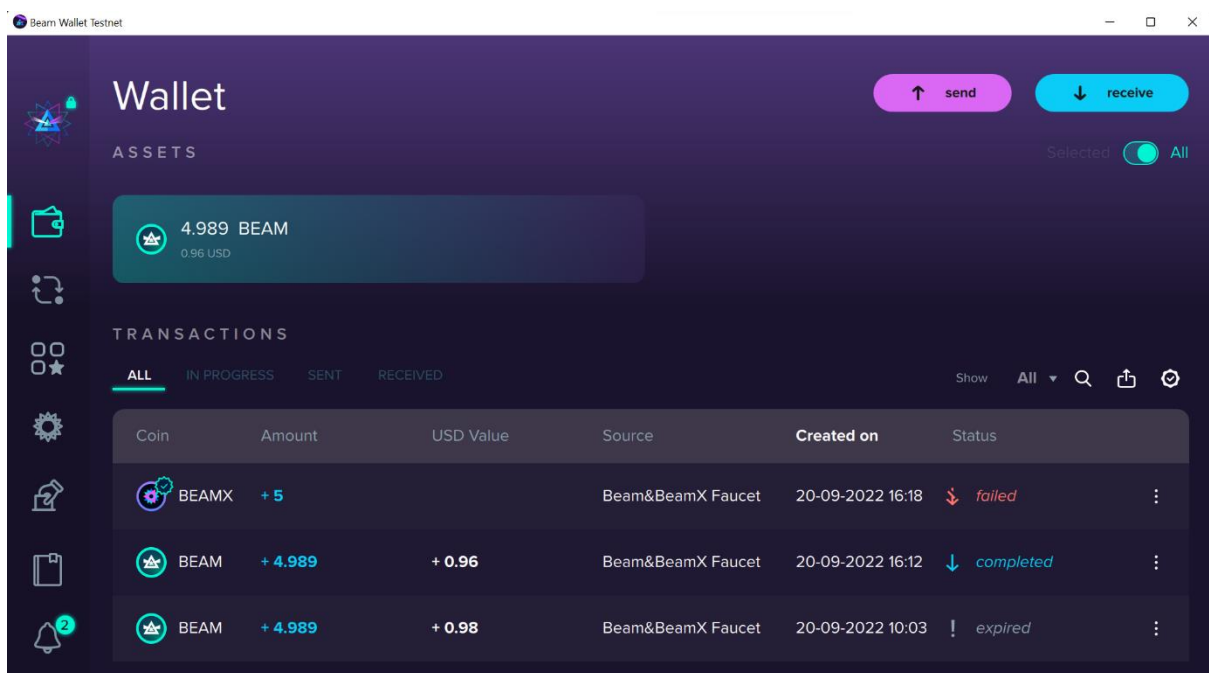 Beam Wallet Testnet
Wallet
send
receive
ASSETS
Selected
All
4.989 BEAM
0.96 USD
TRANSACTIONS
ALL IN PROGRESS SENT RECEIVED
Show All
Coin Amount USD Value Source Created on Status
BEAMX + 5 Beam&BeamX Faucet 20-09-2022 16:18 failed
BEAM + 4.989 + 0.96 Beam&BeamX Faucet 20-09-2022 16:12 completed
2
BEAM + 4.989 + 0.98 Beam&BeamX Faucet 20-09-2022 10:03 expired